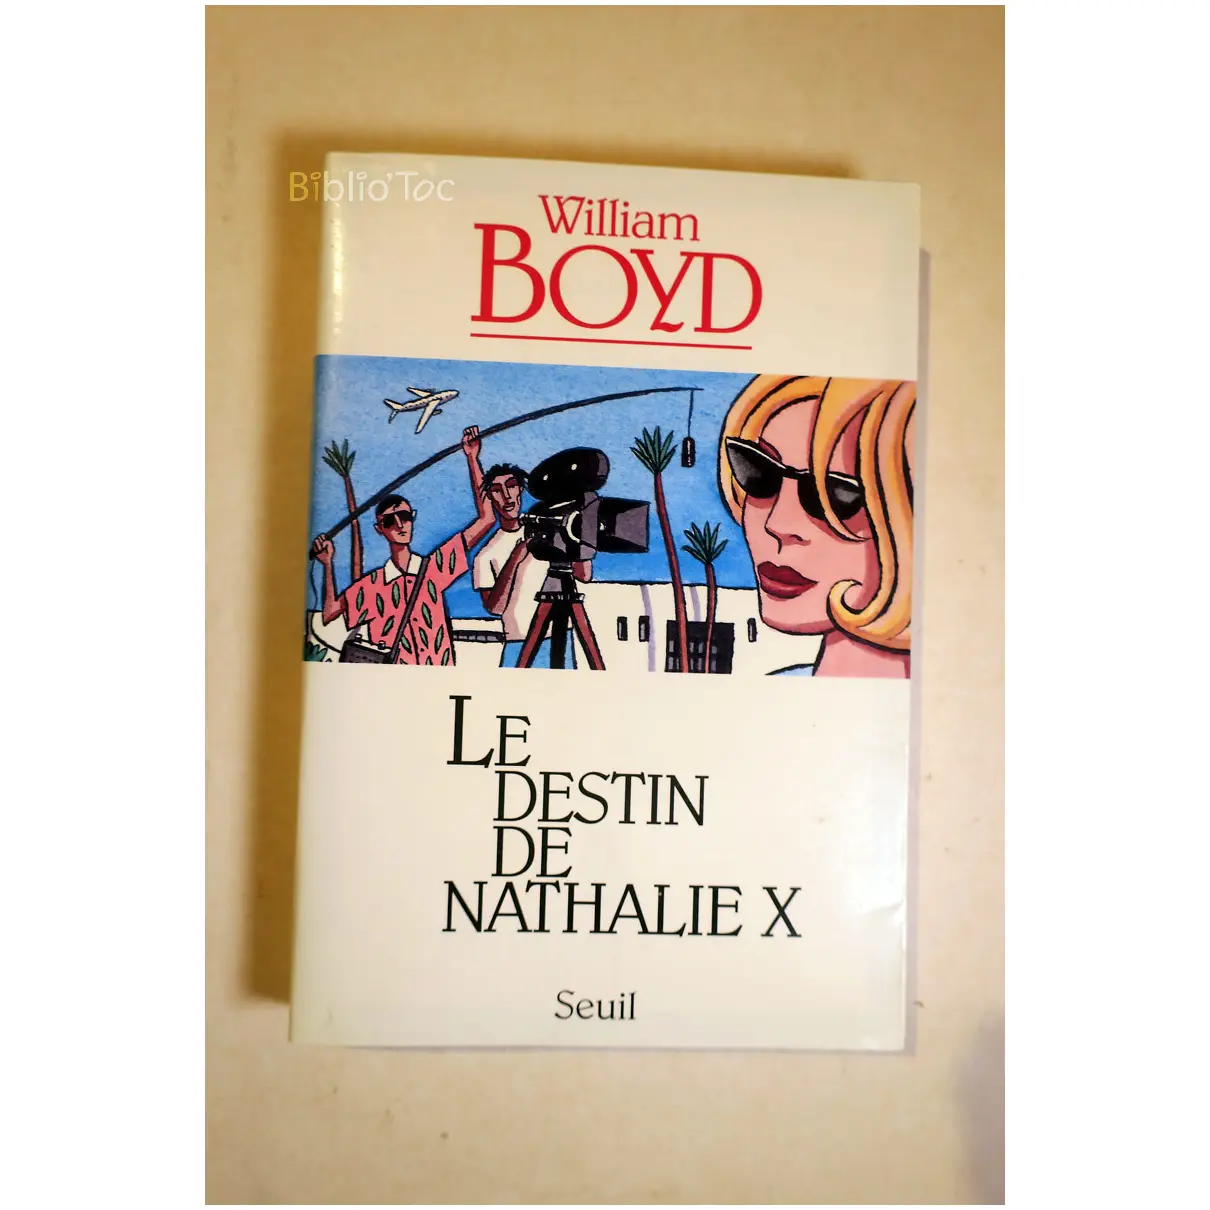 Biblio'Toc
William
BOYD
LE
DESTIN
DE
NATHALIE X
Seuil